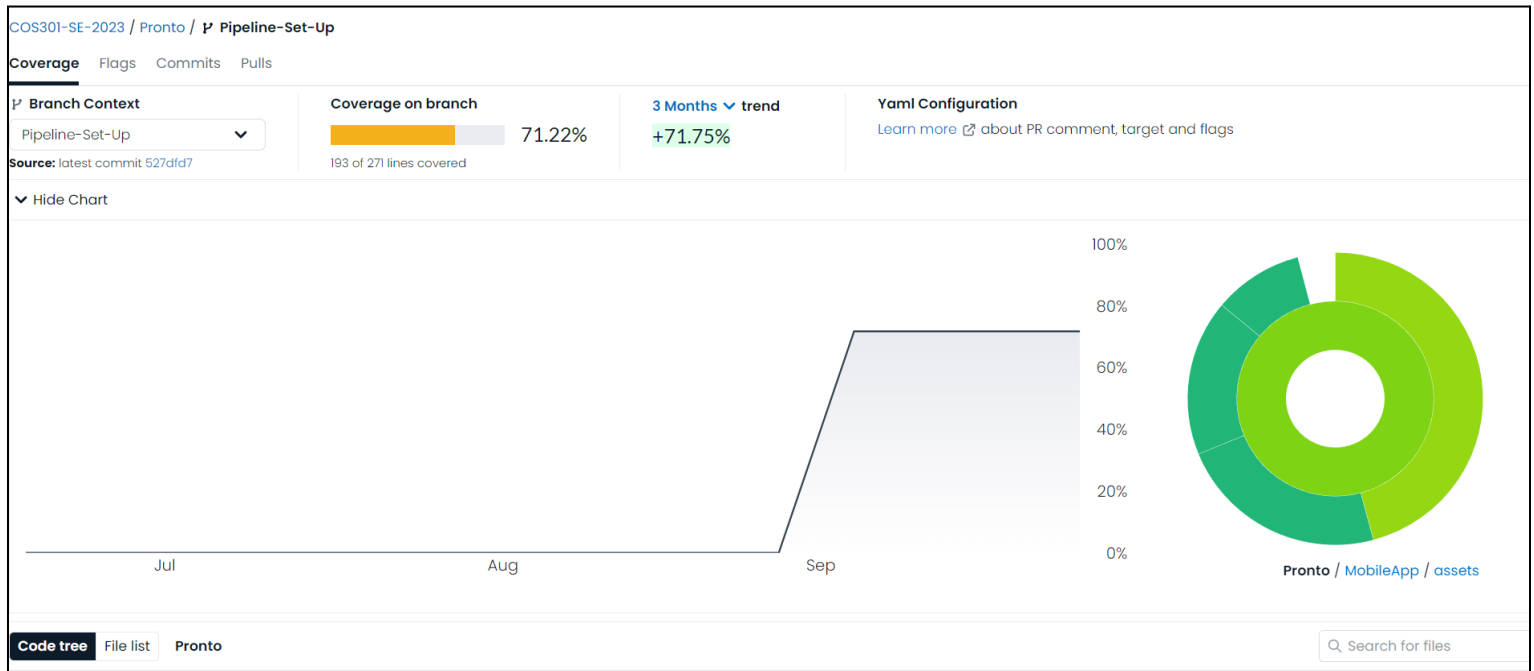 COS301-SE-2023 / Pronto / Pipeline-Set-Up
Coverage Flags Commits Pulls
Branch Context
Pipeline-Set-Up
Source: latest commit 527dfd7
Coverage on branch
71.22%
193 of 271 lines covered
3 Months trend
+71.75%
Yaml Configuration
Learn more about PR comment, target and flags
Hide Chart
100%
80%
60%
40%
20%
0%
Jul Aug Sep
Pronto / MobileApp / assets
Code tree File list Pronto
Search for files